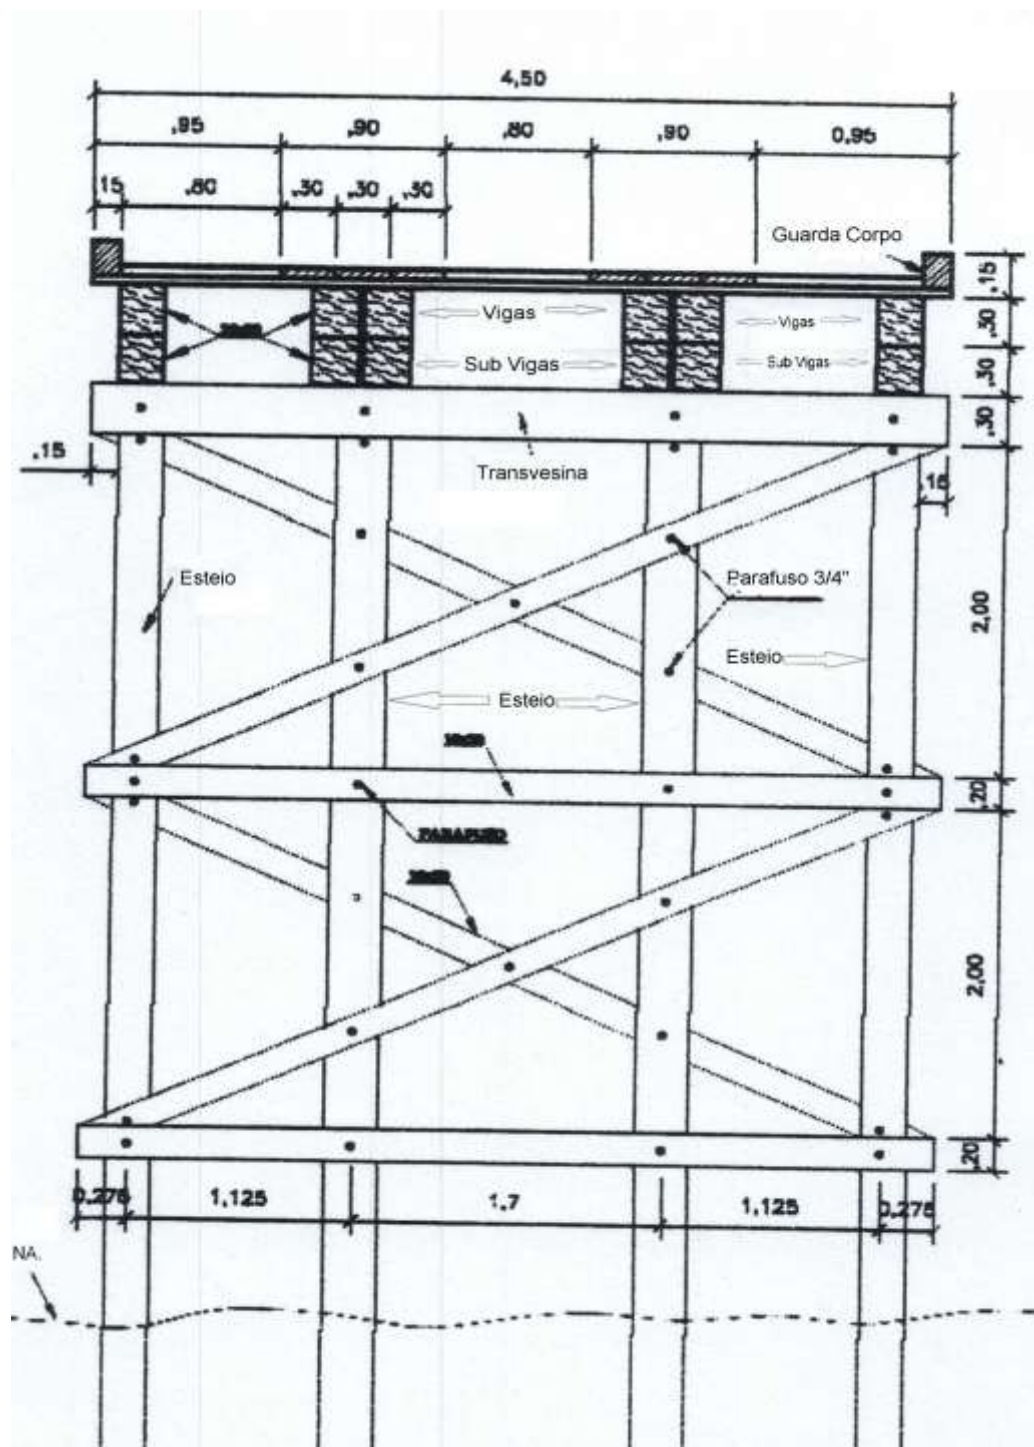 4,50
,95 ,90 ,80 ,90 0,95
15 ,80 ,30 ,30 ,30
Guarda Corpo
,15
Vigas Vigas ,30
Sub Vigas Sub Vigas ,30
,30
,15 Transvesina 15
Esteio Parafuso 3/4" 2,00
Esteio
Esteio
,20
PARAFUSO
2,00
,20
0,275 1,125 1,7 1,125 0,275
NA.